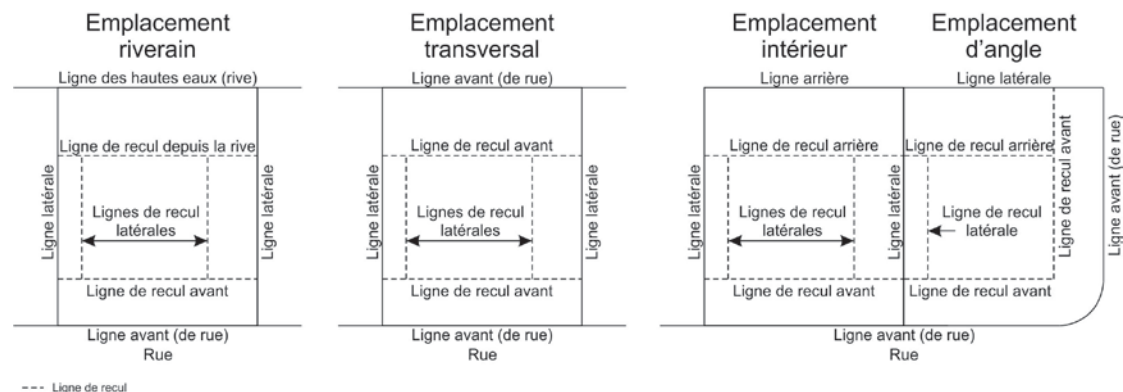 Emplacement
riverain
Ligne des hautes eaux (rive)
Ligne de recul depuis la rive
Ligne latérale
Lignes de recul
latérales
Ligne latérale
Ligne de recul avant
Ligne avant (de rue)
Rue
Emplacement
transversal
Ligne avant (de rue)
Ligne de recul avant
Ligne latérale
Lignes de recul
latérales
Ligne latérale
Ligne de recul avant
Ligne avant (de rue)
Rue
Emplacement
intérieur
Ligne arrière
Ligne de recul arrière
Ligne latérale
Lignes de recul
latérales
Ligne latérale
Ligne de recul avant
Emplacement
d'angle
Ligne latérale
Ligne de recul arrière
Ligne de recul
latérale
Ligne de recul avant
Ligne de recul avant
Ligne avant (de rue)
Ligne avant (de rue)
Rue
Ligne de recul